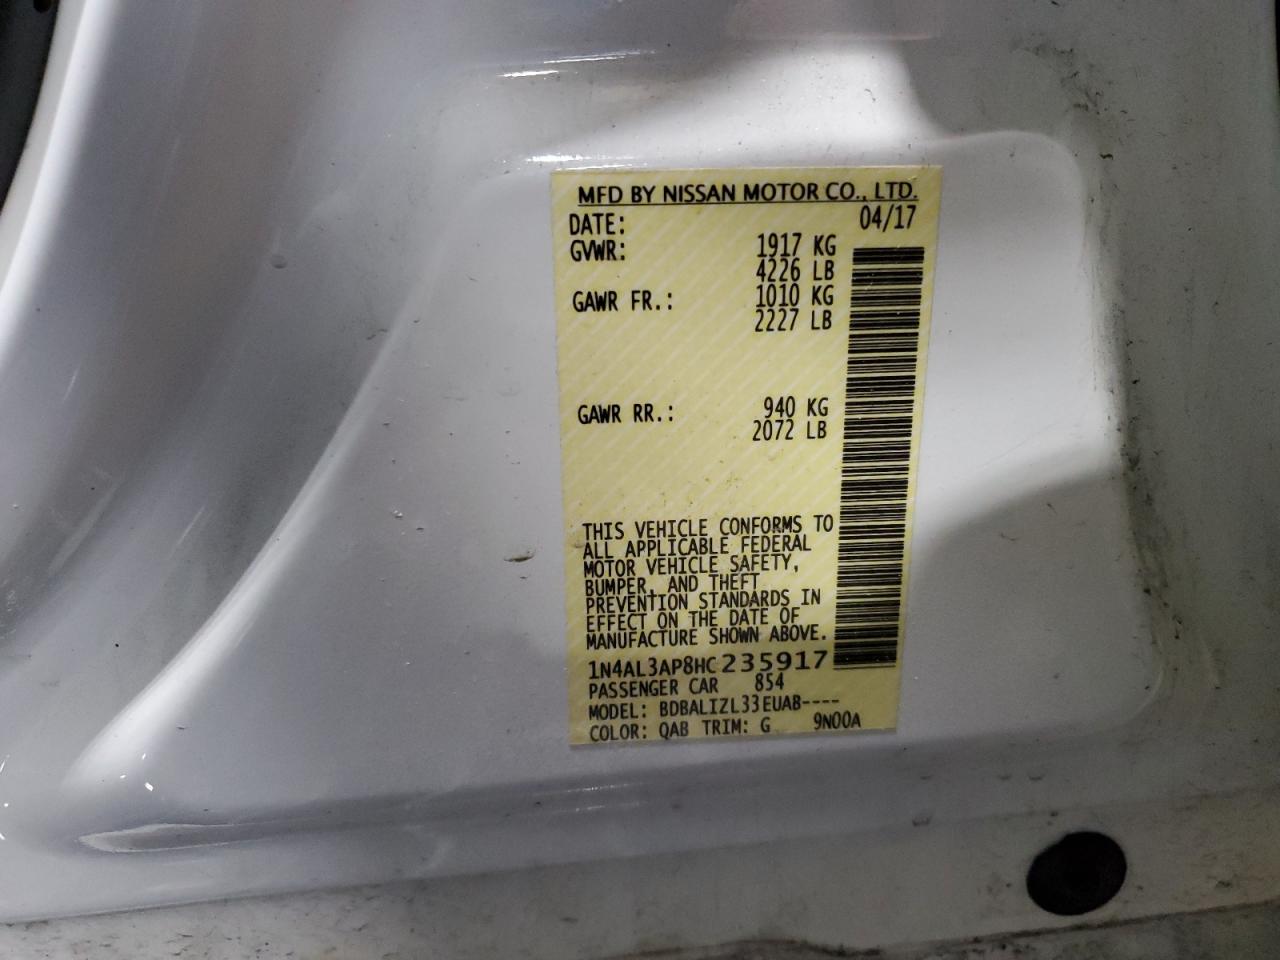 MFD BY NISSAN MOTOR CO., LTD.
DATE: 04/17
GVWR: 1917 KG
4226 LB
GAWR FR.: 1010 KG
2227 LB
GAWR RR.: 940 KG
2072 LB
THIS VEHICLE CONFORMS TO
ALL APPLICABLE FEDERAL
MOTOR VEHICLE SAFETY,
BUMPER, AND THEFT
PREVENTION STANDARDS IN
EFFECT ON THE DATE OF
MANUFACTURE SHOWN ABOVE.
1N4AL3AP8HC235917
PASSENGER CAR 854
MODEL: BDBALIZL33EUAB----
COLOR: QAB TRIM: G 9N00A